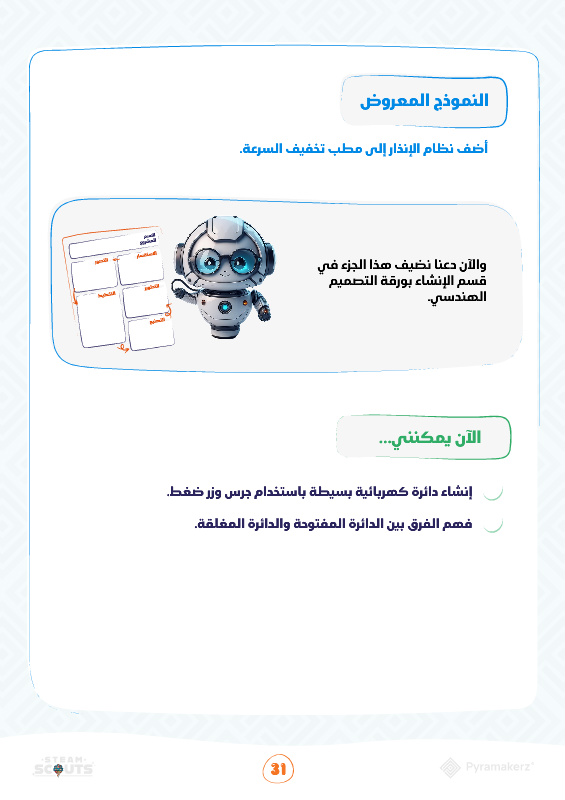 النموذج المعروض
أضف نظام الإنذار إلى مطب تخفيف السرعة.
والآن دعنا نضيف هذا الجزء في
قسم الإنشاء بورقة التصميم
الهندسي.
الآن يمكنني...
إنشاء دائرة كهربائية بسيطة باستخدام جرس وزر ضغط.
فهم الفرق بين الدائرة المفتوحة والدائرة المغلقة.
STEAM
SCOUTS
31
Pyramakerz